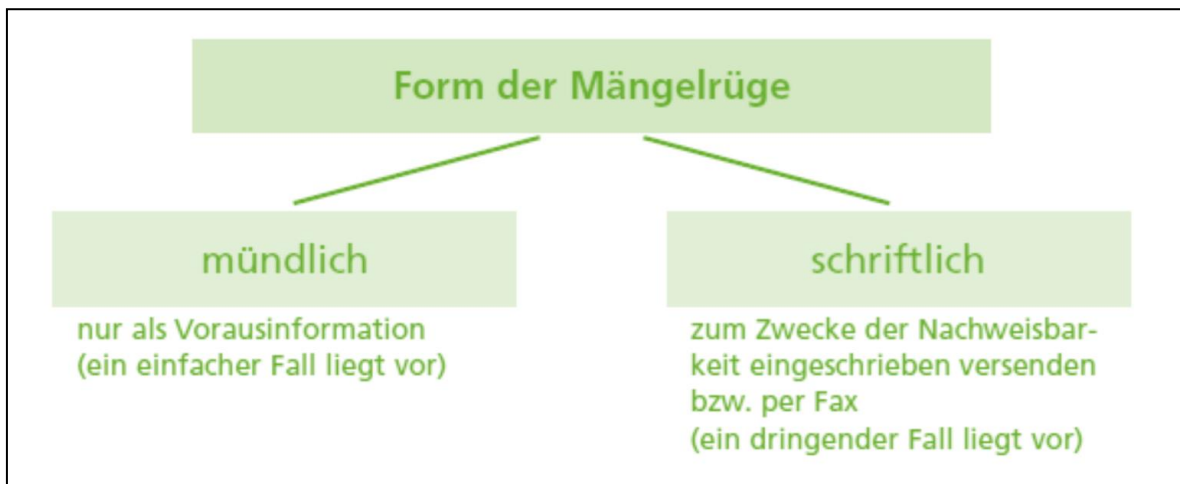 Form der Mängelrüge
mündlich
nur als Vorausinformation
(ein einfacher Fall liegt vor)
schriftlich
zum Zwecke der Nachweisbar-
keit eingeschrieben versenden
bzw. per Fax
(ein dringender Fall liegt vor)